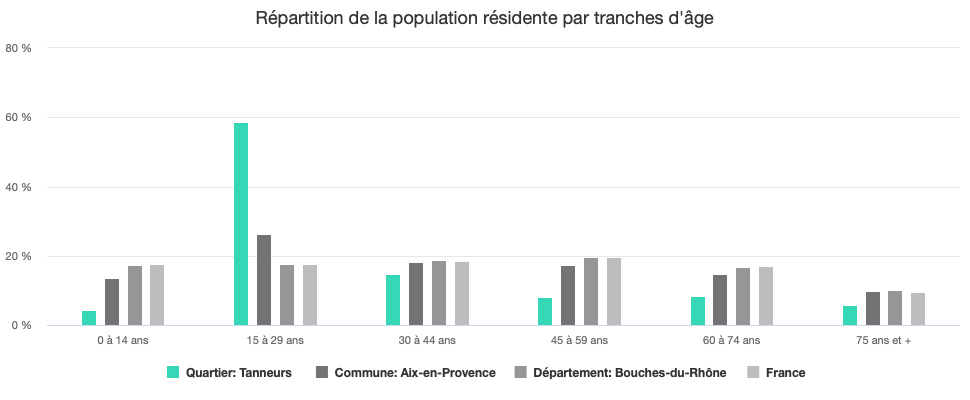 Répartition de la population résidente par tranches d'âge
80 %
60 %
40 %
20 %
0 %
0 à 14 ans
15 à 29 ans
30 à 44 ans
45 à 59 ans
60 à 74 ans
75 ans et +
Quartier: Tanneurs
Commune: Aix-en-Provence
Département: Bouches-du-Rhône
France